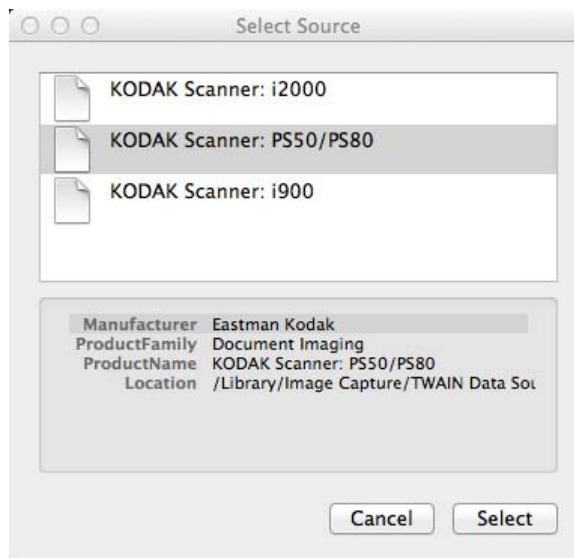 Select Source
KODAK Scanner: i2000
KODAK Scanner: PS50/PS80
KODAK Scanner: i900
Manufacturer Eastman Kodak
ProductFamily Document Imaging
ProductName KODAK Scanner: PS50/PS80
Location /Library/Image Capture/TWAIN Data Sou
Cancel Select